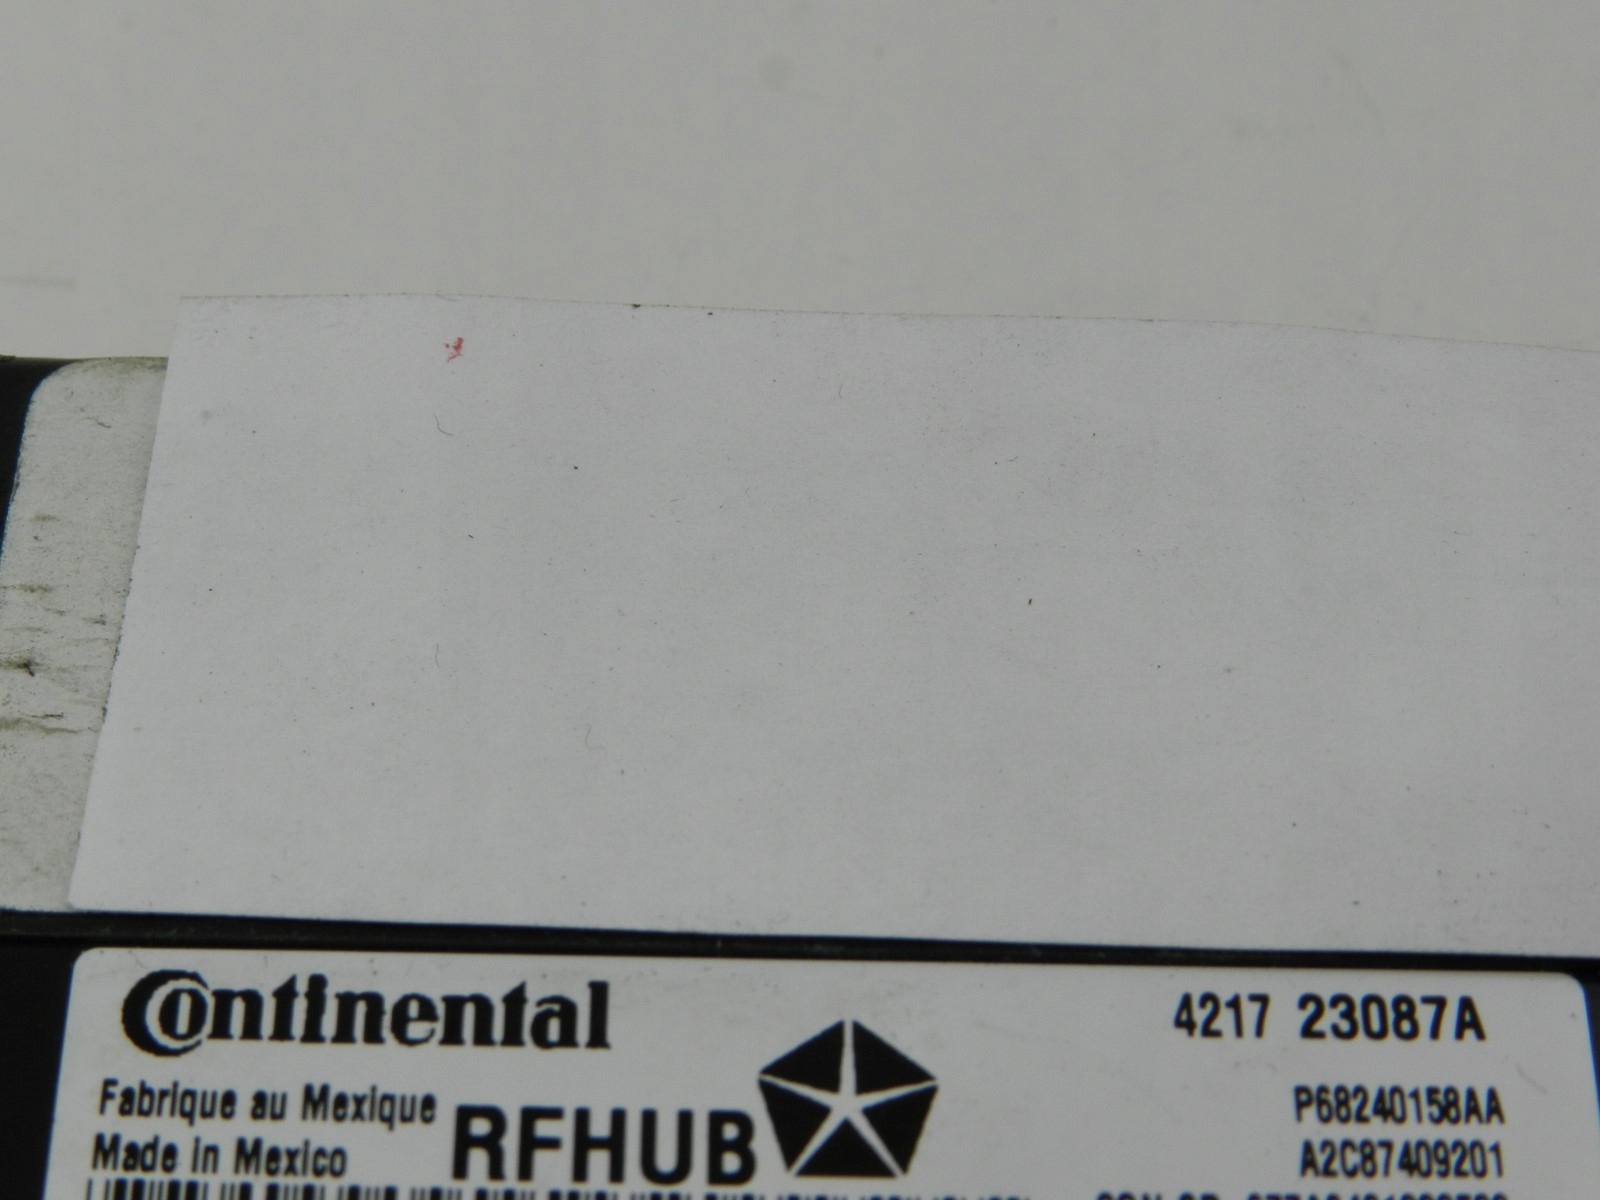 Continental
4217 23087A
Fabrique au Mexique
Made in Mexico
RFHUB
P68240158AA
A2C87409201